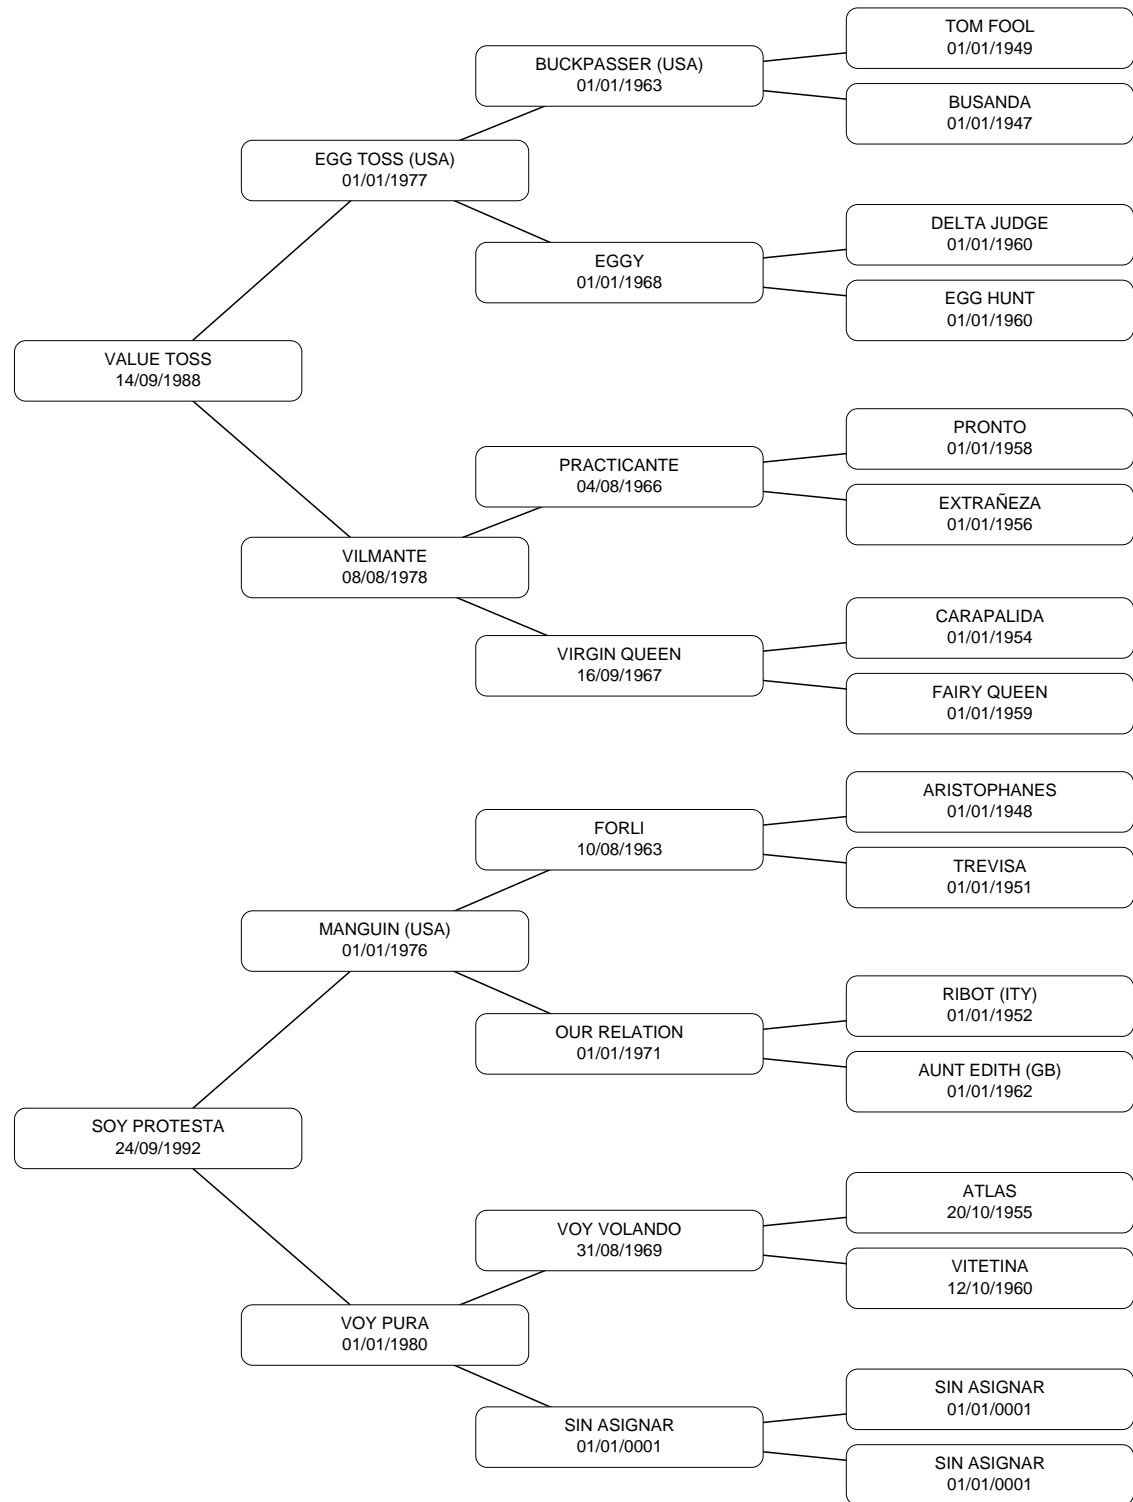 TOM FOOL
01/01/1949
BUCKPASSER (USA)
01/01/1963
BUSANDA
01/01/1947
EGG TOSS (USA)
01/01/1977
DELTA JUDGE
01/01/1960
EGGY
01/01/1968
EGG HUNT
01/01/1960
VALUE TOSS
14/09/1988
PRONTO
01/01/1958
PRACTICANTE
04/08/1966
EXTRAÑEZA
01/01/1956
VILMANTE
08/08/1978
CARAPALIDA
01/01/1954
VIRGIN QUEEN
16/09/1967
FAIRY QUEEN
01/01/1959
ARISTOPHANES
01/01/1948
FORLI
10/08/1963
TREVISA
01/01/1951
MANGUIN (USA)
01/01/1976
RIBOT (ITY)
01/01/1952
OUR RELATION
01/01/1971
AUNT EDITH (GB)
01/01/1962
SOY PROTESTA
24/09/1992
ATLAS
20/10/1955
VOY VOLANDO
31/08/1969
VITETINA
12/10/1960
VOY PURA
01/01/1980
SIN ASIGNAR
01/01/0001
SIN ASIGNAR
01/01/0001
SIN ASIGNAR
01/01/0001